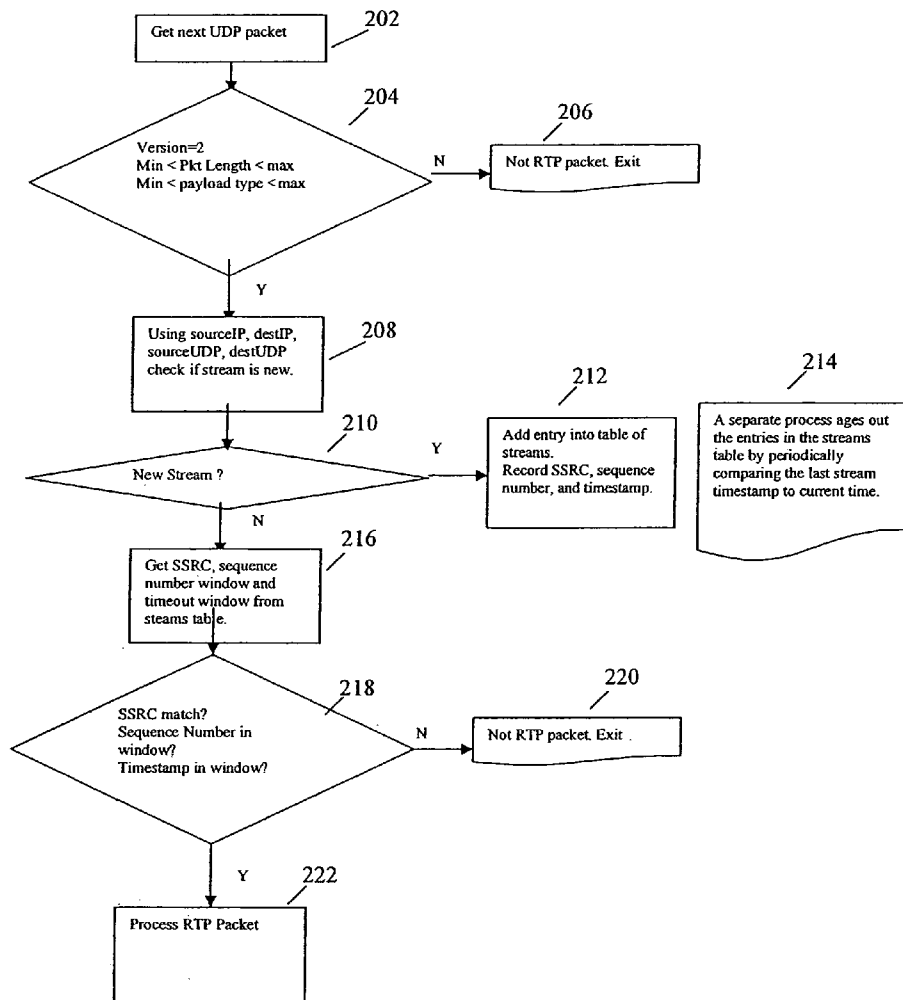 Get next UDP packet
202
204
Version=2
Min < Pkt Length < max
Min < payload type < max
N
206
Not RTP packet. Exit
Y
Using sourceIP, destIP,
sourceUDP, destUDP
check if stream is new.
208
210
New Stream ?
Y
212
Add entry into table of
streams.
Record SSRC, sequence
number, and timestamp.
214
A separate process ages out
the entries in the streams
table by periodically
comparing the last stream
timestamp to current time.
N
216
Get SSRC, sequence
number window and
timeout window from
steams table.
218
SSRC match?
Sequence Number in
window?
Timestamp in window?
N
220
Not RTP packet. Exit
Y
222
Process RTP Packet